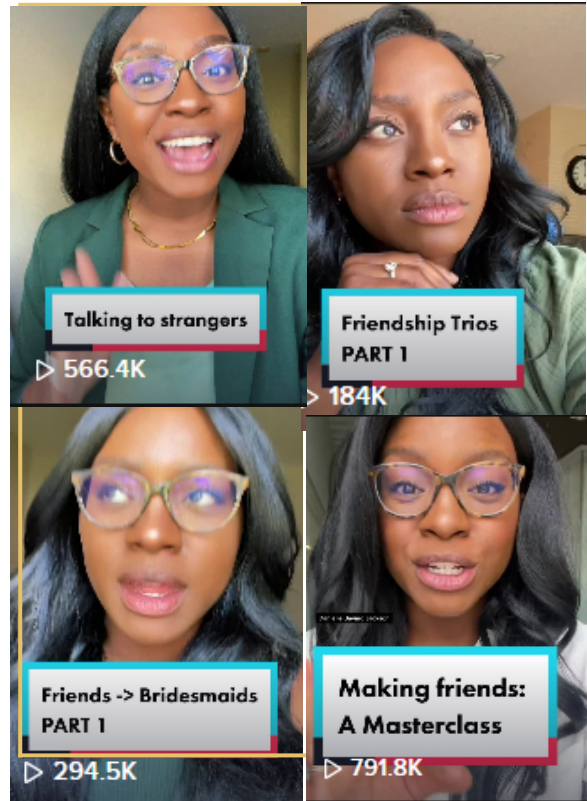 Talking to strangers
566.4K
Friendship Trios
PART 1
184K
Friends -> Bridesmaids
PART 1
294.5K
Making friends:
A Masterclass
791.8K